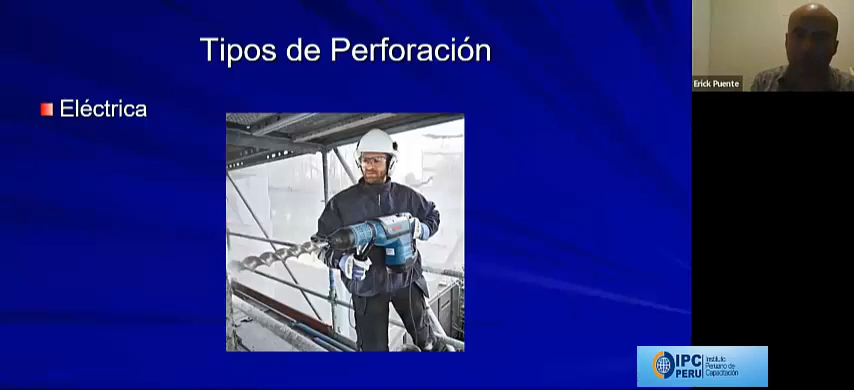 Tipos de Perforación
Eléctrica
Erick Puente
IPC
PERU
Instituto
Peruano de
Capacitación